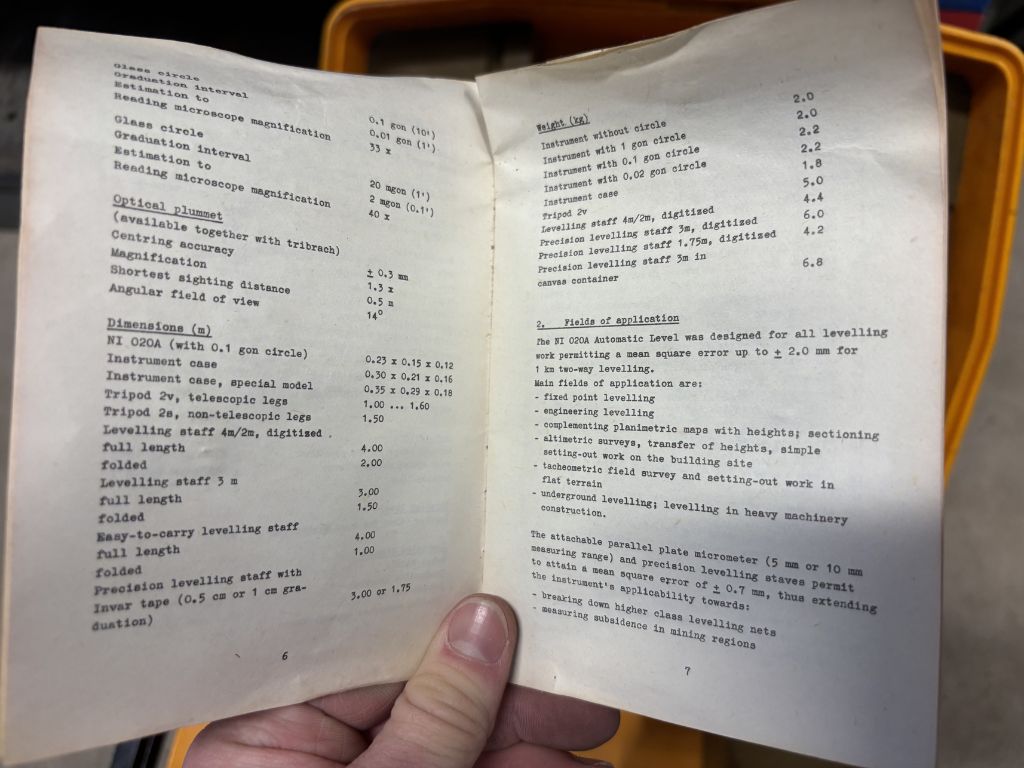 Glass circle
Graduation interval 0.1 gon (10')
Estimation to 0.01 gon (1')
Reading microscope magnification 33 x
Glass circle
Graduation interval 20 mgon (1')
Estimation to 2 mgon (0.1')
Reading microscope magnification 40 x
Optical plummet
(available together with tribrach)
Centring accuracy ± 0.3 mm
Magnification 1.3 x
Shortest sighting distance 0.5 m
Angular field of view 14°
Dimensions (m)
NI 020A (with 0.1 gon circle) 0.23 x 0.15 x 0.12
Instrument case 0.30 x 0.21 x 0.16
Instrument case, special model 0.35 x 0.29 x 0.18
Tripod 2v, telescopic legs 1.00 ... 1.60
Tripod 2s, non-telescopic legs 1.50
Levelling staff 4m/2m, digitized .
full length 4.00
folded 2.00
Levelling staff 3 m
full length 3.00
folded 1.50
Easy-to-carry levelling staff
full length 4.00
folded 1.00
Precision levelling staff with
Invar tape (0.5 cm or 1 cm gra- 3.00 or 1.75
duation)
6
Weight (kg)
Instrument without circle 2.0
Instrument with 1 gon circle 2.0
Instrument with 0.1 gon circle 2.2
Instrument with 0.02 gon circle 2.2
Instrument case 1.8
Tripod 2v 5.0
Levelling staff 4m/2m, digitized 4.4
Precision levelling staff 3m, digitized 6.0
Precision levelling staff 1.75m, digitized 4.2
Precision levelling staff 3m in
canvas container 6.8
2. Fields of application
The NI 020A Automatic Level was designed for all levelling
work permitting a mean square error up to ± 2.0 mm for
1 km two-way levelling.
Main fields of application are:
- fixed point levelling
- engineering levelling
- complementing planimetric maps with heights; sectioning
- altimetric surveys, transfer of heights, simple
setting-out work on the building site
- tacheometric field survey and setting-out work in
flat terrain
- underground levelling; levelling in heavy machinery
construction.
The attachable parallel plate micrometer (5 mm or 10 mm
measuring range) and precision levelling staves permit
to attain a mean square error of ± 0.7 mm, thus extending
the instrument's applicability towards:
- breaking down higher class levelling nets
- measuring subsidence in mining regions
7